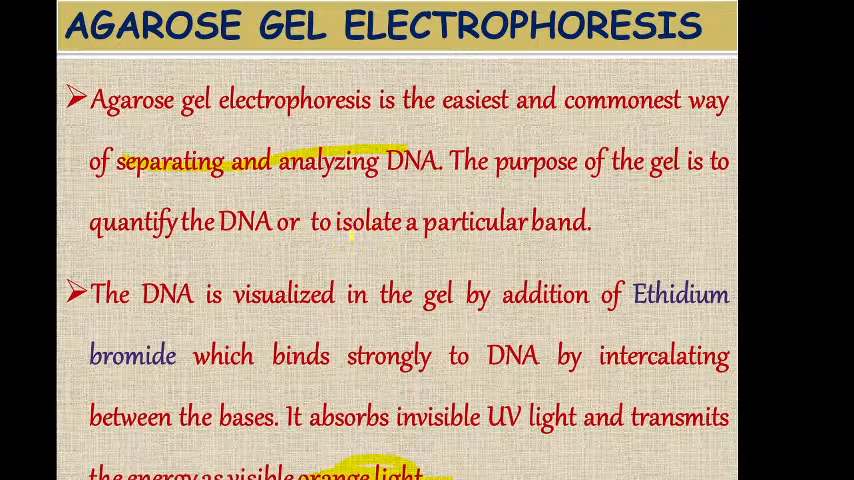 AGAROSE GEL ELECTROPHORESIS
Agarose gel electrophoresis is the easiest and commonest way
of separating and analyzing DNA. The purpose of the gel is to
quantify the DNA or to isolate a particular band.
The DNA is visualized in the gel by addition of Ethidium
bromide which binds strongly to DNA by intercalating
between the bases. It absorbs invisible UV light and transmits
the energy as visible orange light.